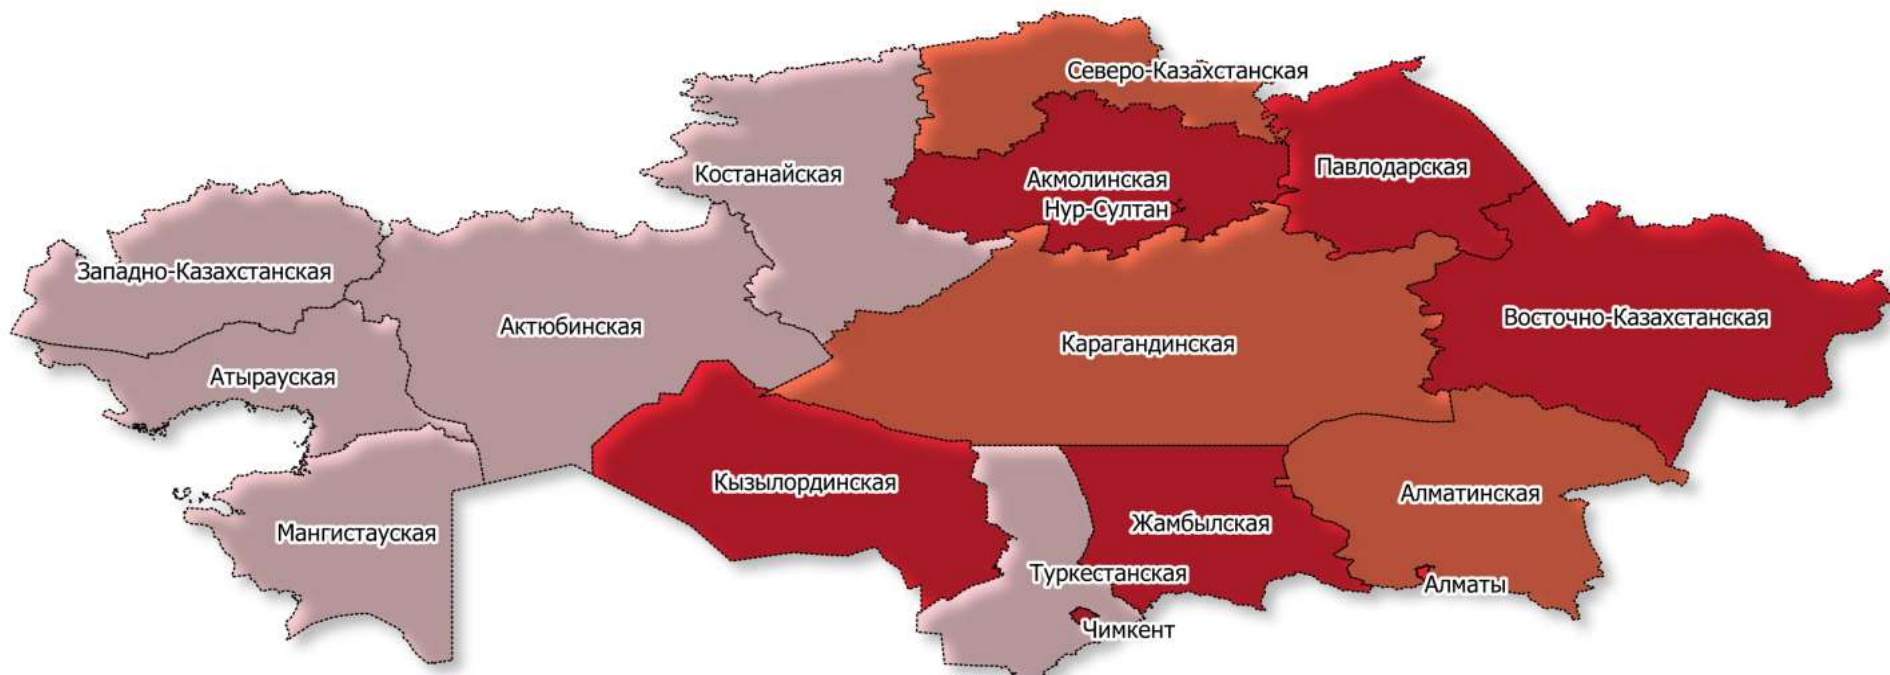 Северо-Казахстанская
Костанайская
Акмолинская
Нур-Султан
Павлодарская
Западно-Казахстанская
Актюбинская
Карагандинская
Восточно-Казахстанская
Атырауская
Кызылординская
Алматинская
Мангистауская
Жамбылская
Туркестанская
Алматы
Чимкент